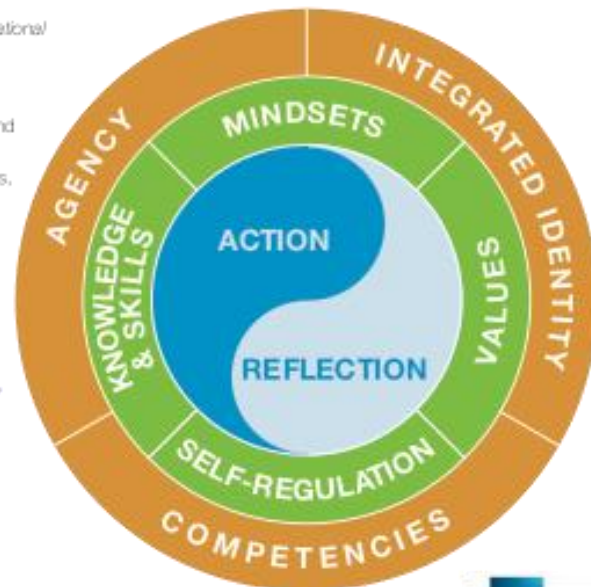 AGENCY
INTEGRATED IDENTITY
MINDSETS
KNOWLEDGE
& SKILLS
ACTION
VALUES
REFLECTION
SELF-REGULATION
COMPETENCIES